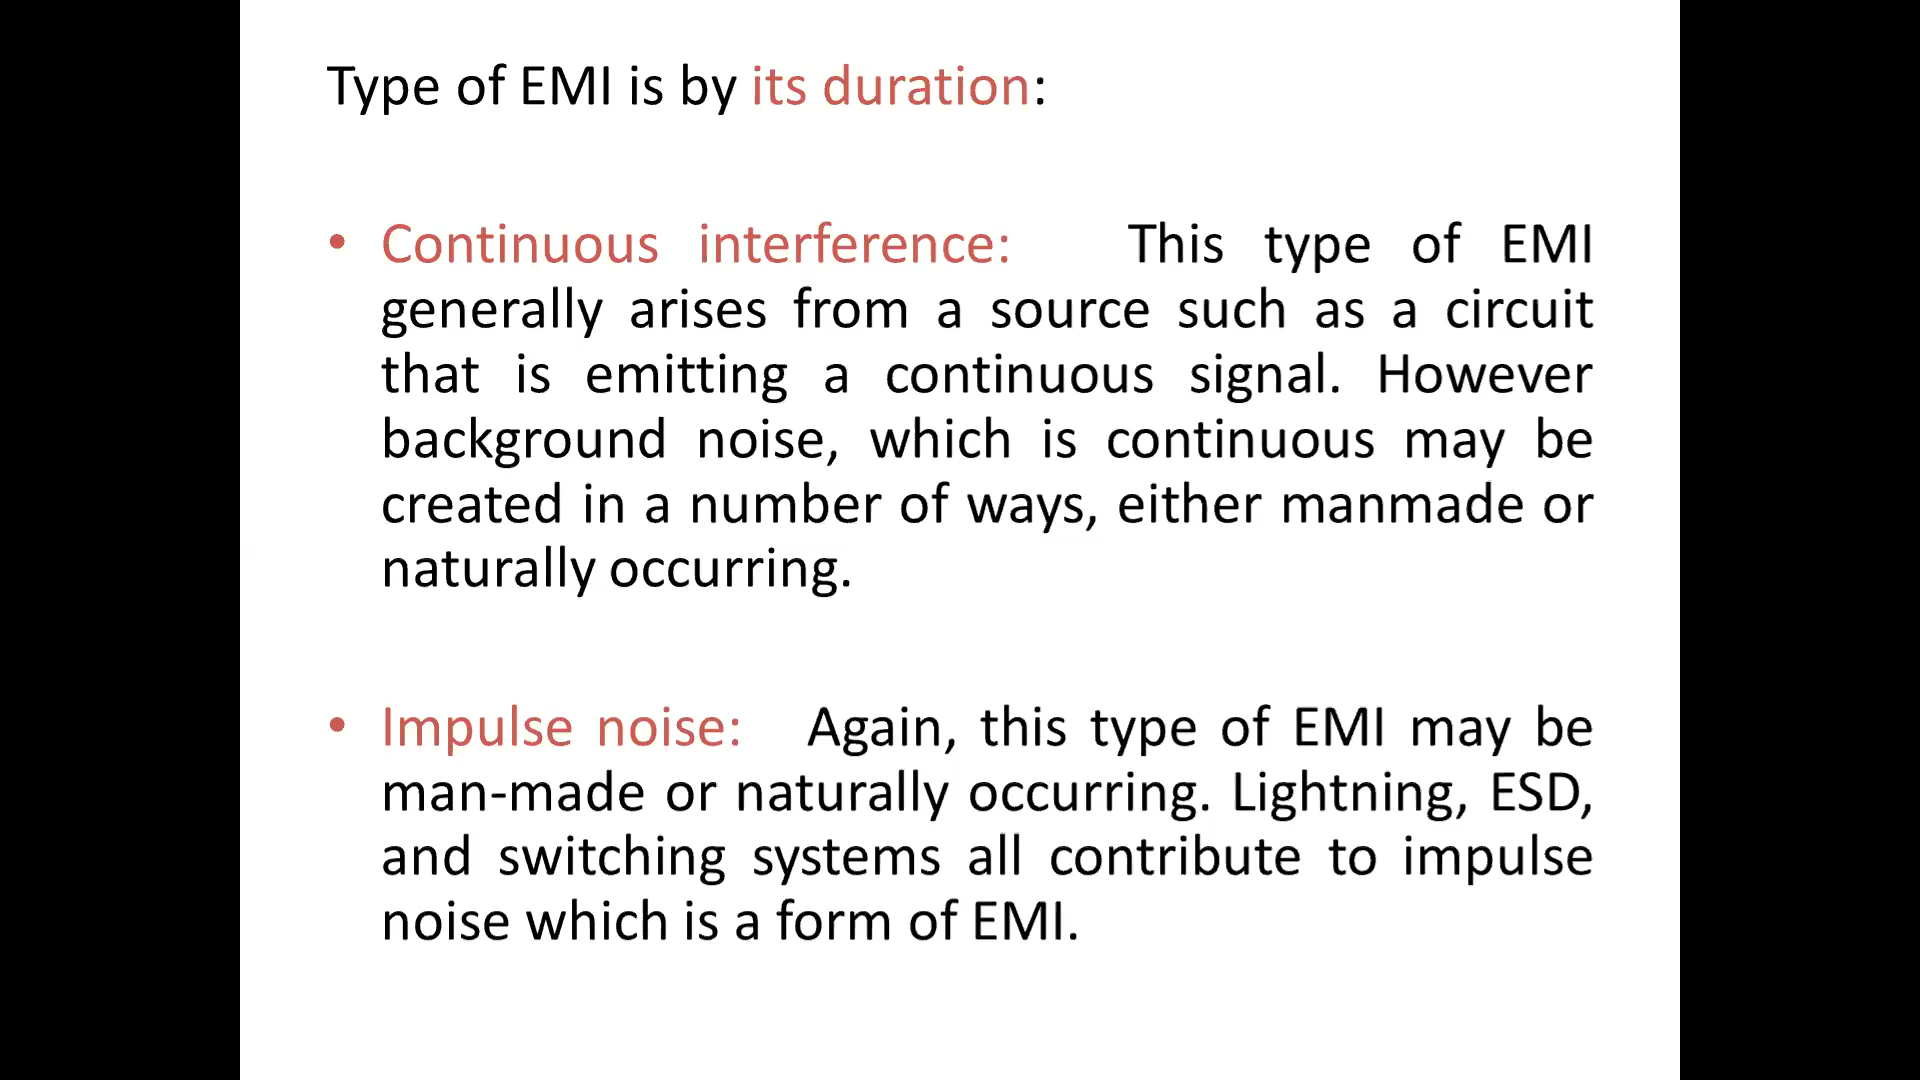 Type of EMI is by its duration:
• Continuous interference: This type of EMI
generally arises from a source such as a circuit
that is emitting a continuous signal. However
background noise, which is continuous may be
created in a number of ways, either manmade or
naturally occurring.
• Impulse noise: Again, this type of EMI may be
man-made or naturally occurring. Lightning, ESD,
and switching systems all contribute to impulse
noise which is a form of EMI.